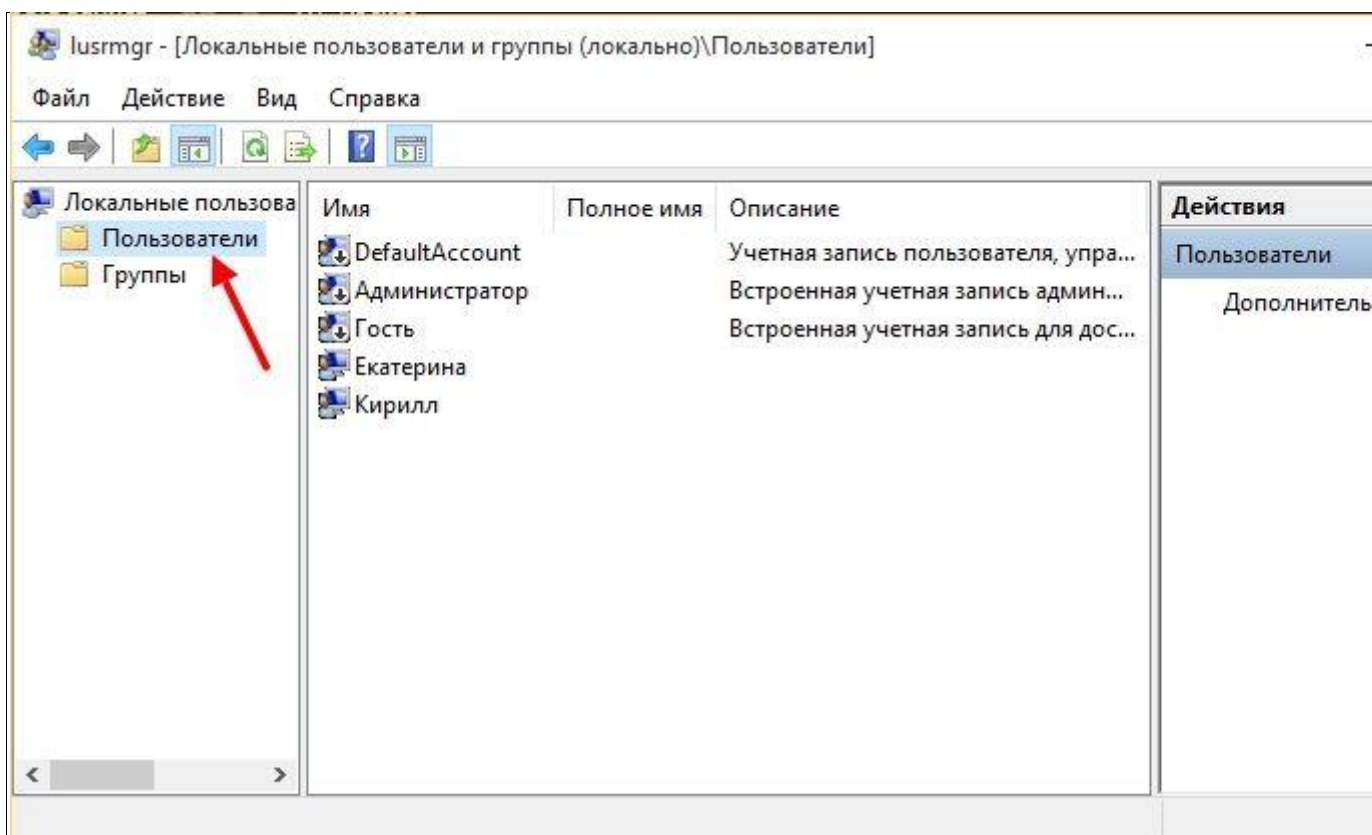 lusrmgr - [Локальные пользователи и группы (локально)\Пользователи]
Файл Действие Вид Справка
Локальные пользова
Пользователи
Группы
Имя Полное имя Описание
DefaultAccount Учетная запись пользователя, упра...
Администратор Встроенная учетная запись админ...
Гость Встроенная учетная запись для дос...
Екатерина
Кирилл
Действия
Пользователи
Дополнитель